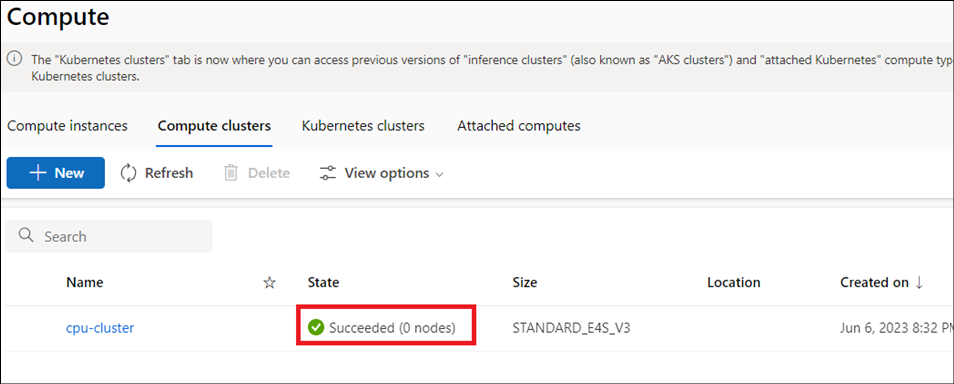 Compute
The "Kubernetes clusters" tab is now where you can access previous versions of "inference clusters" (also known as "AKS clusters") and "attached Kubernetes" compute typ
Kubernetes clusters.
Compute instances Compute clusters Kubernetes clusters Attached computes
New Refresh Delete View options
Search
Name State Size Location Created on
cpu-cluster Succeeded (0 nodes) STANDARD_E4S_V3 Jun 6, 2023 8:32 PM